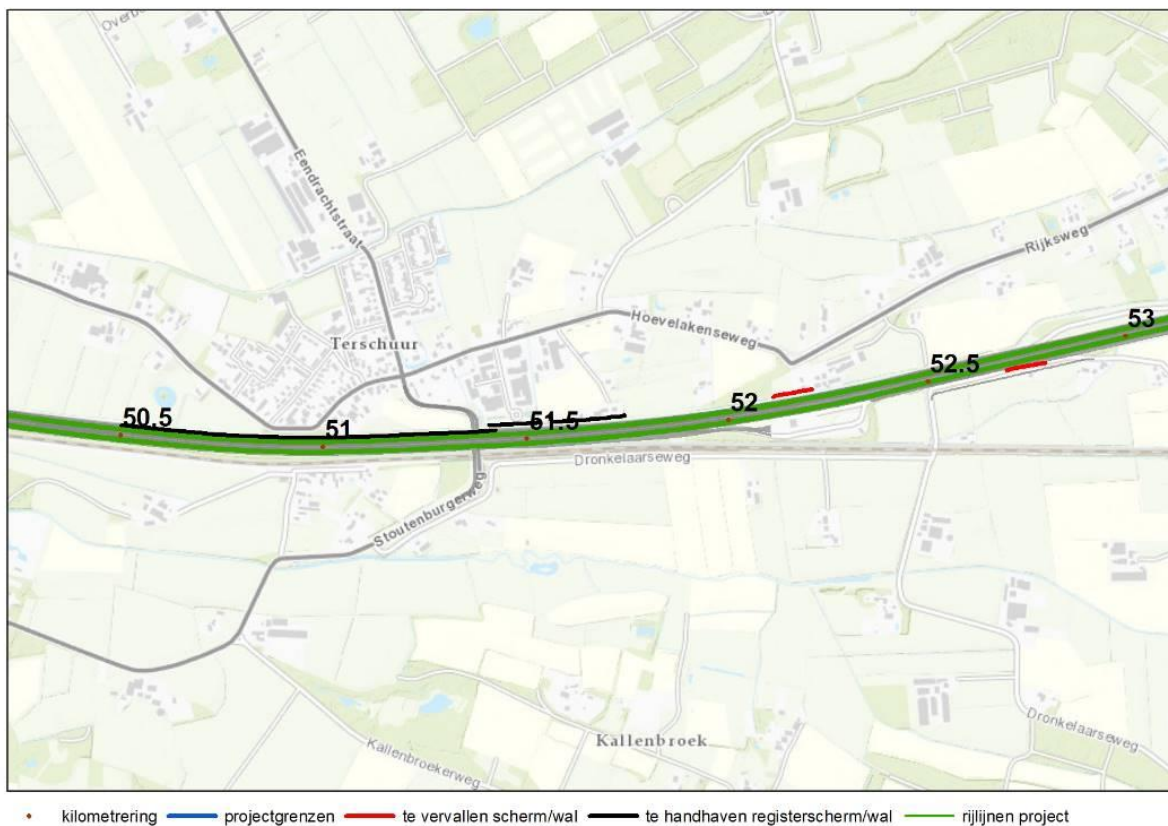 Overb
Eendrachtstraat
Rijksweg
Hoevelakenseweg
Terschuur
53
52.5
52
51.5
50.5
51
Dronkelaarseweg
Stoutenburgerweg
Kallenbroek
Dronkelaarseweg
Kallenbroekerweg
kilometrering projectgrenzen te vervallen scherm/wal te handhaven registerscherm/wal rijlijnen project